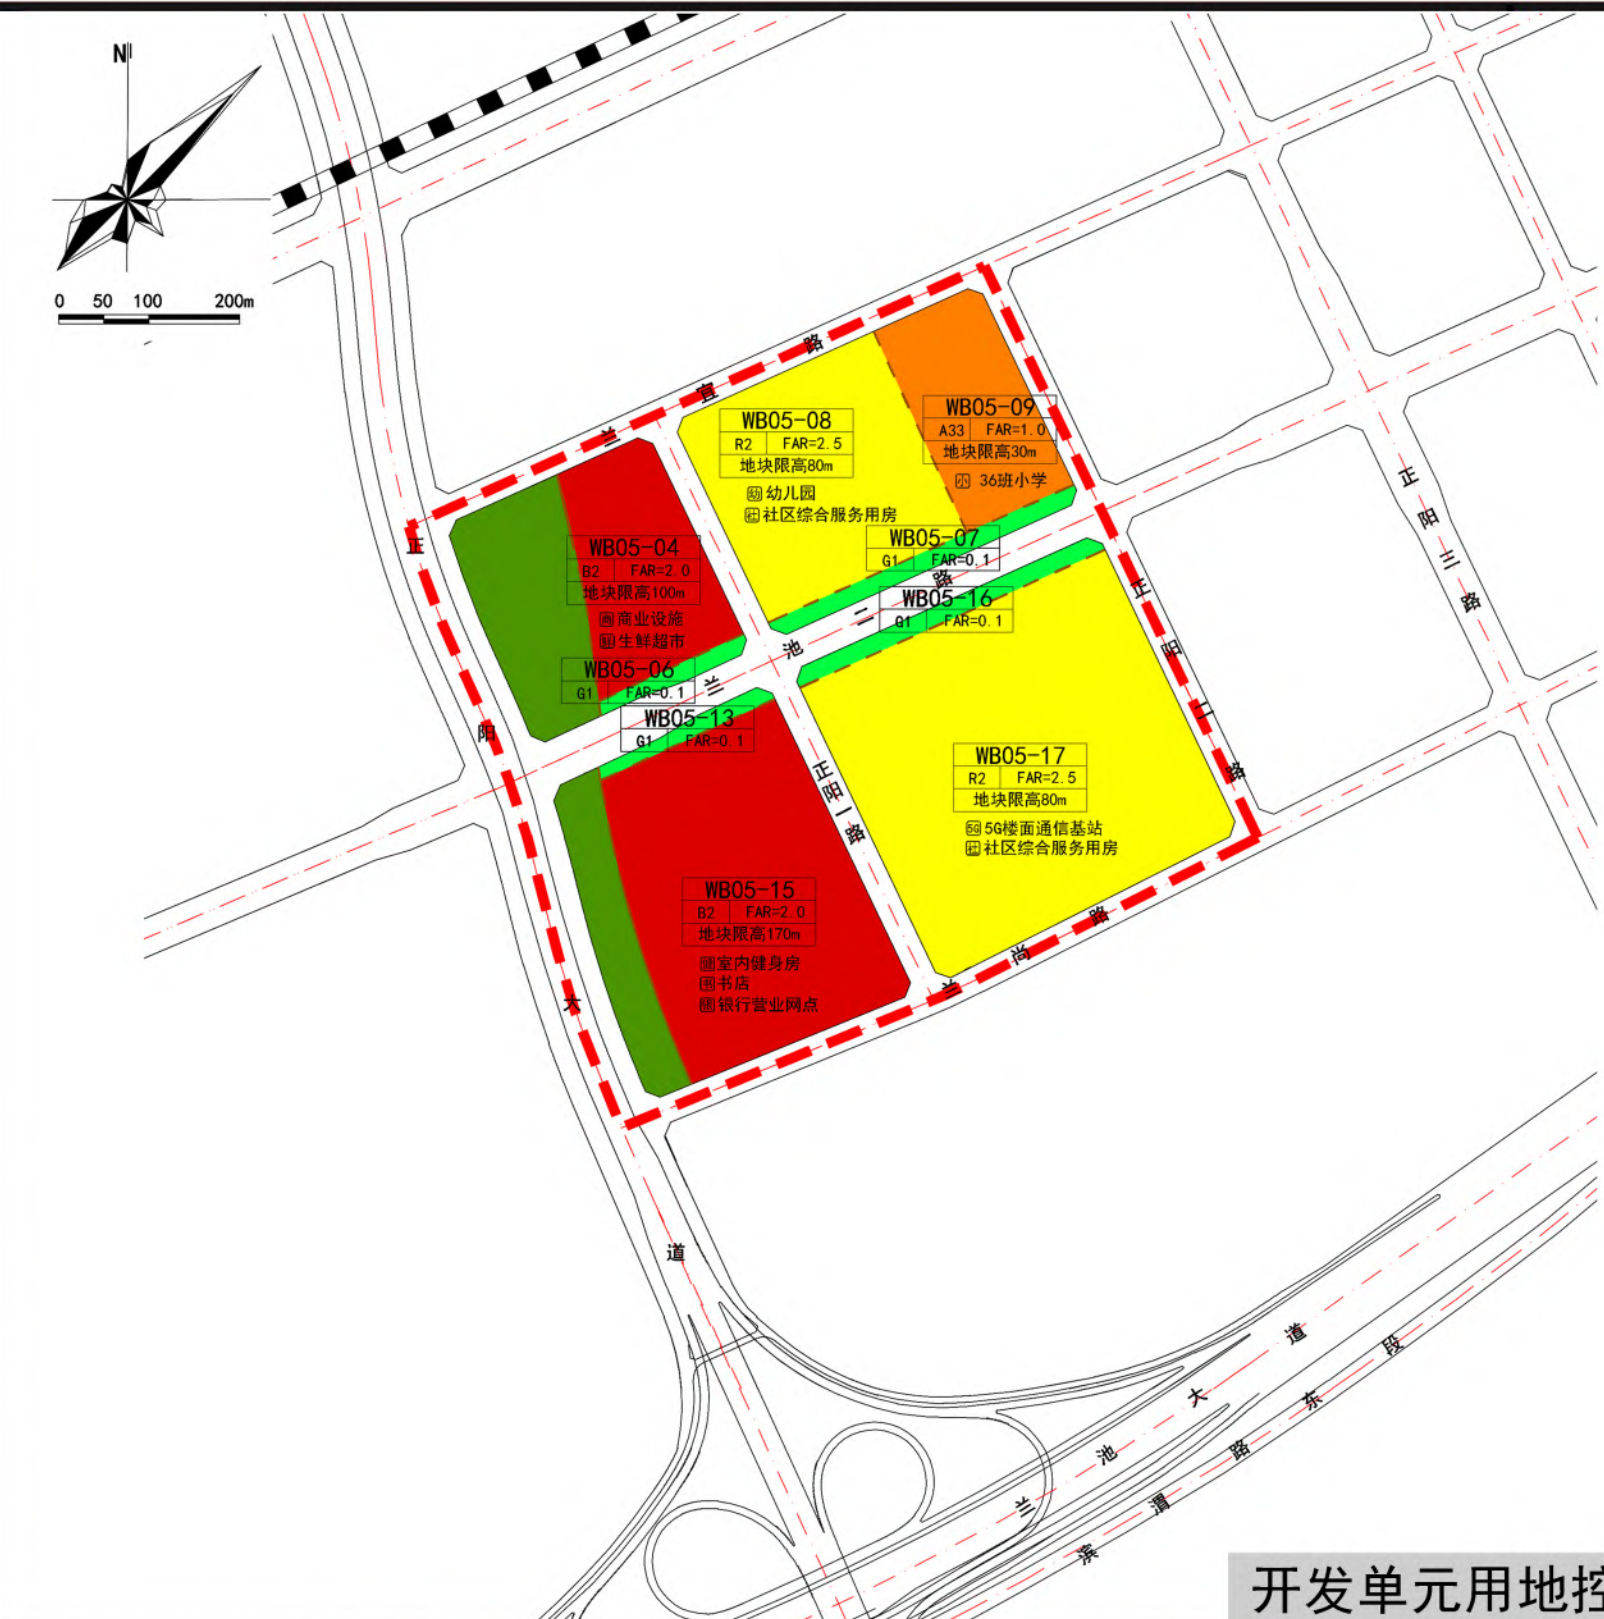 N
0 50 100 200m
兰宜路
WB05-08
R2 FAR=2.5
地块限高80m
幼 幼儿园
社 社区综合服务用房
WB05-09
A33 FAR=1.0
地块限高30m
小 36班小学
WB05-04
B2 FAR=2.0
地块限高100m
商业设施
生鲜超市
WB05-07
G1 FAR=0.1
WB05-16
G1 FAR=0.1
WB05-06
G1 FAR=0.1
WB05-13
G1 FAR=0.1
兰池二路
正阳一路
正阳二路
正阳三路
WB05-17
R2 FAR=2.5
地块限高80m
5G 5G楼面通信基站
社 社区综合服务用房
WB05-15
B2 FAR=2.0
地块限高170m
室内健身房
书店
银行营业网点
兰尚路
正阳大道
兰池大道
滨渭路东段
开发单元用地控